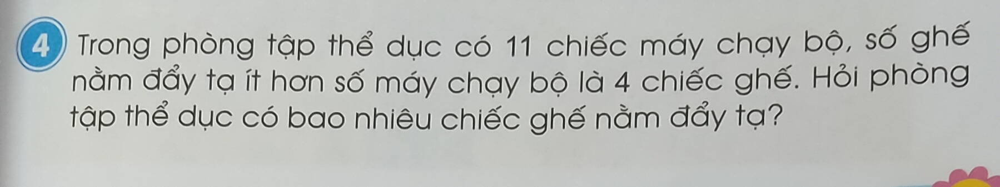 4 Trong phòng tập thể dục có 11 chiếc máy chạy bộ, số ghế
nằm đẩy tạ ít hơn số máy chạy bộ là 4 chiếc ghế. Hỏi phòng
tập thể dục có bao nhiêu chiếc ghế nằm đẩy tạ?